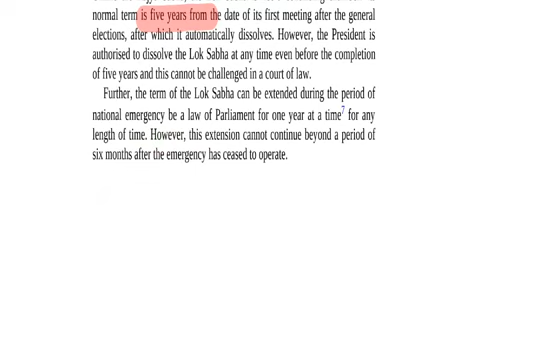 normal term is five years from the date of its first meeting after the general
elections, after which it automatically dissolves. However, the President is
authorised to dissolve the Lok Sabha at any time even before the completion
of five years and this cannot be challenged in a court of law.
Further, the term of the Lok Sabha can be extended during the period of
national emergency be a law of Parliament for one year at a time7 for any
length of time. However, this extension cannot continue beyond a period of
six months after the emergency has ceased to operate.